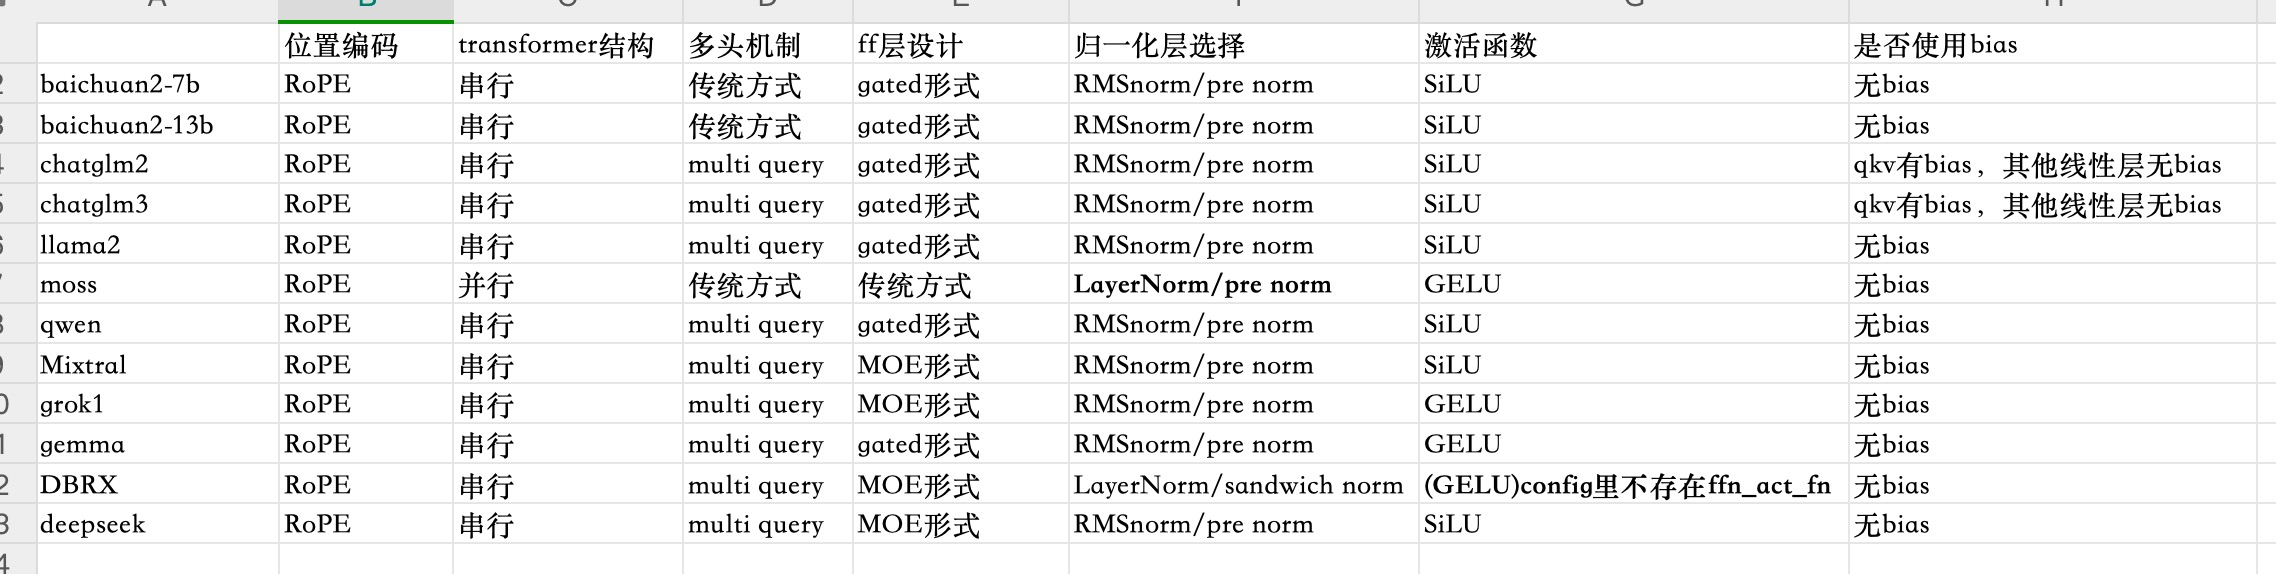 位置编码 transformer结构 多头机制 ff层设计 归一化层选择 激活函数 是否使用bias
baichuan2-7b RoPE 串行 传统方式 gated形式 RMSnorm/pre norm SiLU 无bias
baichuan2-13b RoPE 串行 传统方式 gated形式 RMSnorm/pre norm SiLU 无bias
chatglm2 RoPE 串行 multi query gated形式 RMSnorm/pre norm SiLU qkv有bias，其他线性层无bias
chatglm3 RoPE 串行 multi query gated形式 RMSnorm/pre norm SiLU qkv有bias，其他线性层无bias
llama2 RoPE 串行 multi query gated形式 RMSnorm/pre norm SiLU 无bias
moss RoPE 并行 传统方式 传统方式 LayerNorm/pre norm GELU 无bias
qwen RoPE 串行 multi query gated形式 RMSnorm/pre norm SiLU 无bias
Mixtral RoPE 串行 multi query MOE形式 RMSnorm/pre norm SiLU 无bias
grok1 RoPE 串行 multi query MOE形式 RMSnorm/pre norm GELU 无bias
gemma RoPE 串行 multi query gated形式 RMSnorm/pre norm GELU 无bias
DBRX RoPE 串行 multi query MOE形式 LayerNorm/sandwich norm (GELU)config里不存在ffn_act_fn 无bias
deepseek RoPE 串行 multi query MOE形式 RMSnorm/pre norm SiLU 无bias